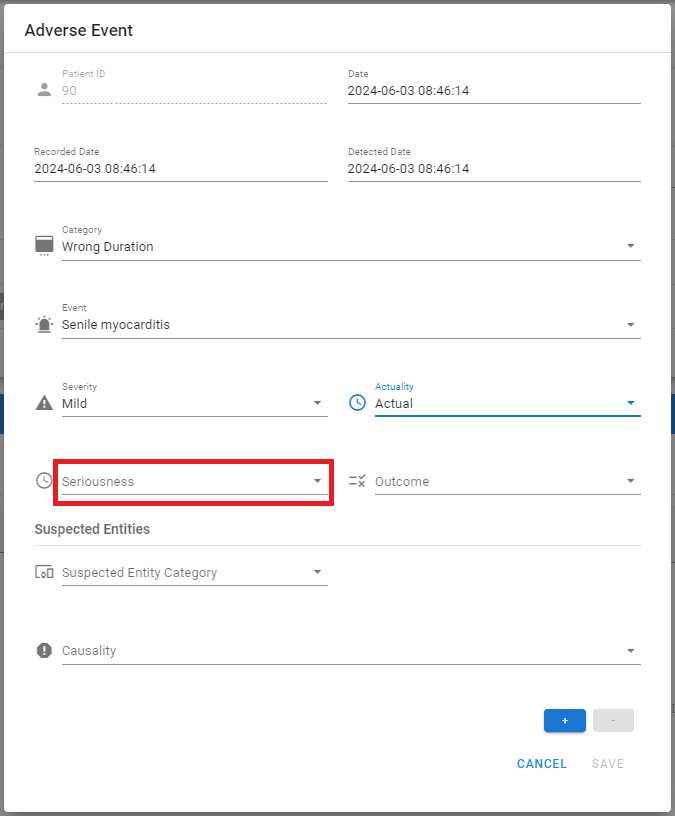 Adverse Event
Patient ID
90
Date
2024-06-03 08:46:14
Recorded Date
2024-06-03 08:46:14
Detected Date
2024-06-03 08:46:14
Category
Wrong Duration
Event
Senile myocarditis
Severity
Mild
Actuality
Actual
Seriousness
Outcome
Suspected Entities
Suspected Entity Category
Causality
+ -
CANCEL SAVE